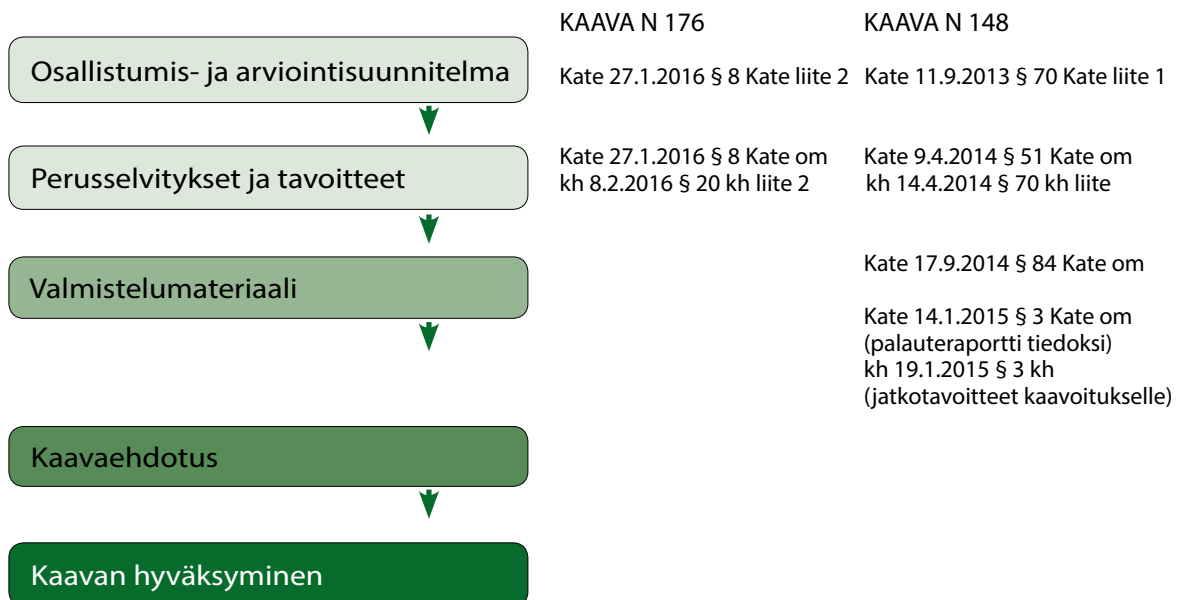 KAAVA N 176
KAAVA N 148
Osallistumis- ja arviointisuunnitelma
Kate 27.1.2016 § 8 Kate liite 2
Kate 11.9.2013 § 70 Kate liite 1
Perusselvitykset ja tavoitteet
Kate 27.1.2016 § 8 Kate om
kh 8.2.2016 § 20 kh liite 2
Kate 9.4.2014 § 51 Kate om
kh 14.4.2014 § 70 kh liite
Valmistelumateriaali
Kate 17.9.2014 § 84 Kate om
Kate 14.1.2015 § 3 Kate om
(palauteraportti tiedoksi)
kh 19.1.2015 § 3 kh
(jatkotavoitteet kaavoitukselle)
Kaavaehdotus
Kaavan hyväksyminen